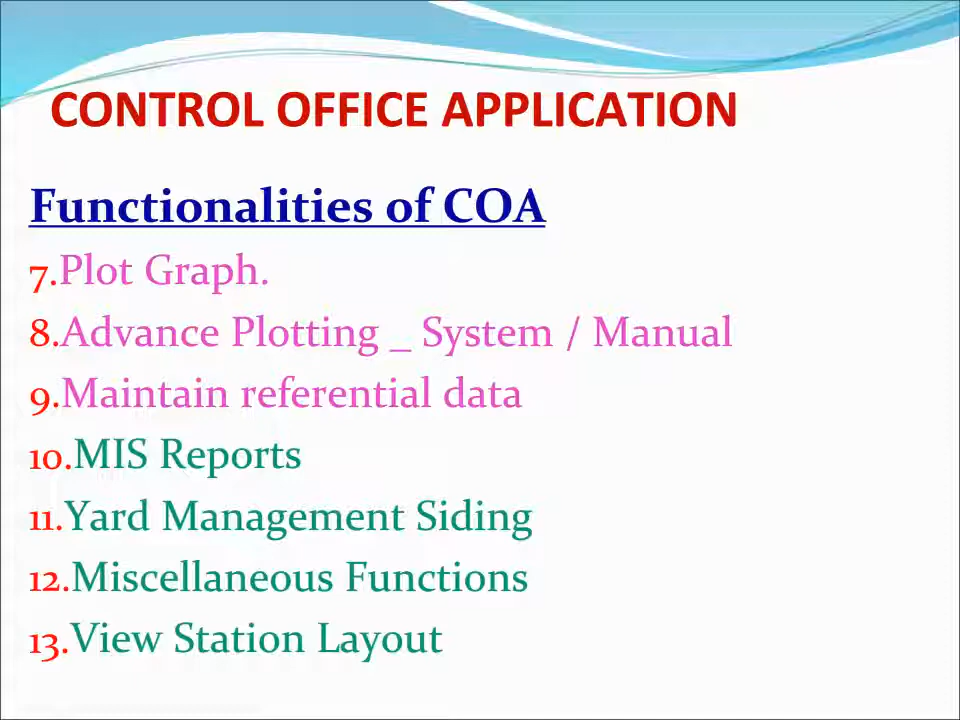 CONTROL OFFICE APPLICATION
Functionalities of COA
7.Plot Graph.
8.Advance Plotting _ System / Manual
9.Maintain referential data
10.MIS Reports
11.Yard Management Siding
12.Miscellaneous Functions
13.View Station Layout